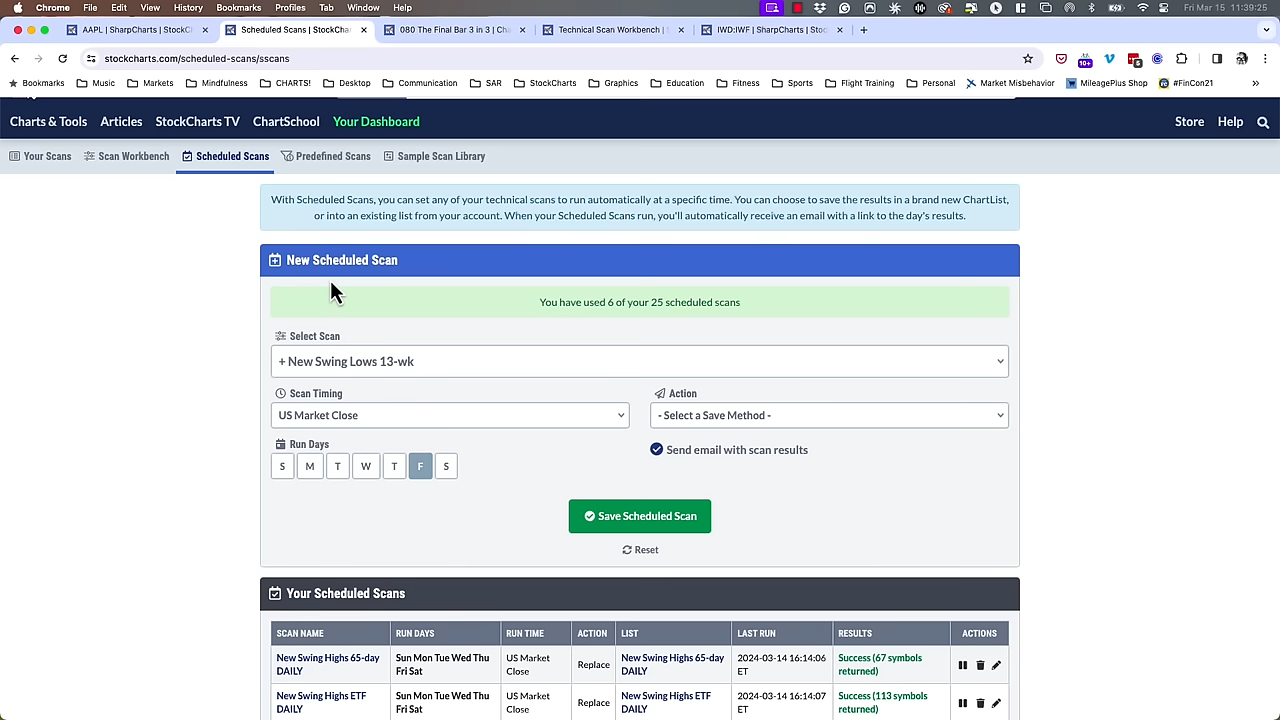 Chrome File Edit View History Bookmarks Profiles Tab Window Help Fri Mar 15 11:39:25
AAPL | SharpCharts | StockC Scheduled Scans | StockCha 080 The Final Bar 3 in 3 | Cha Technical Scan Workbench | IWD:IWF | SharpCharts | StoC
stockcharts.com/scheduled-scans/sscans
Bookmarks Music Markets Mindfulness CHARTS! Desktop Communication SAR StockCharts Graphics Education Fitness Sports Flight Training Personal Market Misbehavior MileagePlus Shop #FinCon21
Charts & Tools Articles StockCharts TV ChartSchool Your Dashboard Store Help
Your Scans Scan Workbench Scheduled Scans Predefined Scans Sample Scan Library
With Scheduled Scans, you can set any of your technical scans to run automatically at a specific time. You can choose to save the results in a brand new ChartList,
or into an existing list from your account. When your Scheduled Scans run, you'll automatically receive an email with a link to the day's results.
New Scheduled Scan
You have used 6 of your 25 scheduled scans
Select Scan
+ New Swing Lows 13-wk
Scan Timing Action
US Market Close - Select a Save Method -
Run Days Send email with scan results
S M T W T F S
Save Scheduled Scan
Reset
Your Scheduled Scans
SCAN NAME RUN DAYS RUN TIME ACTION LIST LAST RUN RESULTS ACTIONS
New Swing Highs 65-day Sun Mon Tue Wed Thu US Market Replace New Swing Highs 65-day 2024-03-14 16:14:06 Success (67 symbols
DAILY Fri Sat Close DAILY ET returned)
New Swing Highs ETF Sun Mon Tue Wed Thu US Market Replace New Swing Highs ETF 2024-03-14 16:14:07 Success (113 symbols
DAILY Fri Sat Close DAILY ET returned)